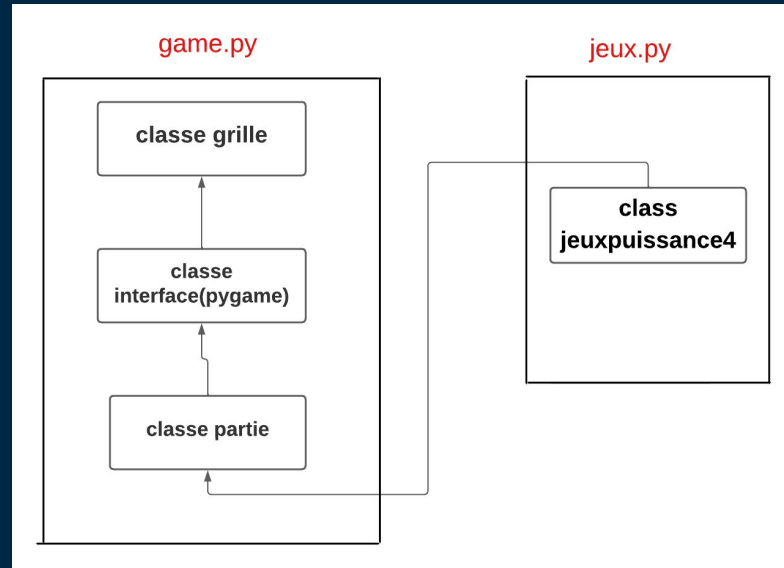 game.py
jeux.py
classe grille
classe
interface(pygame)
classe partie
class
jeuxpuissance4